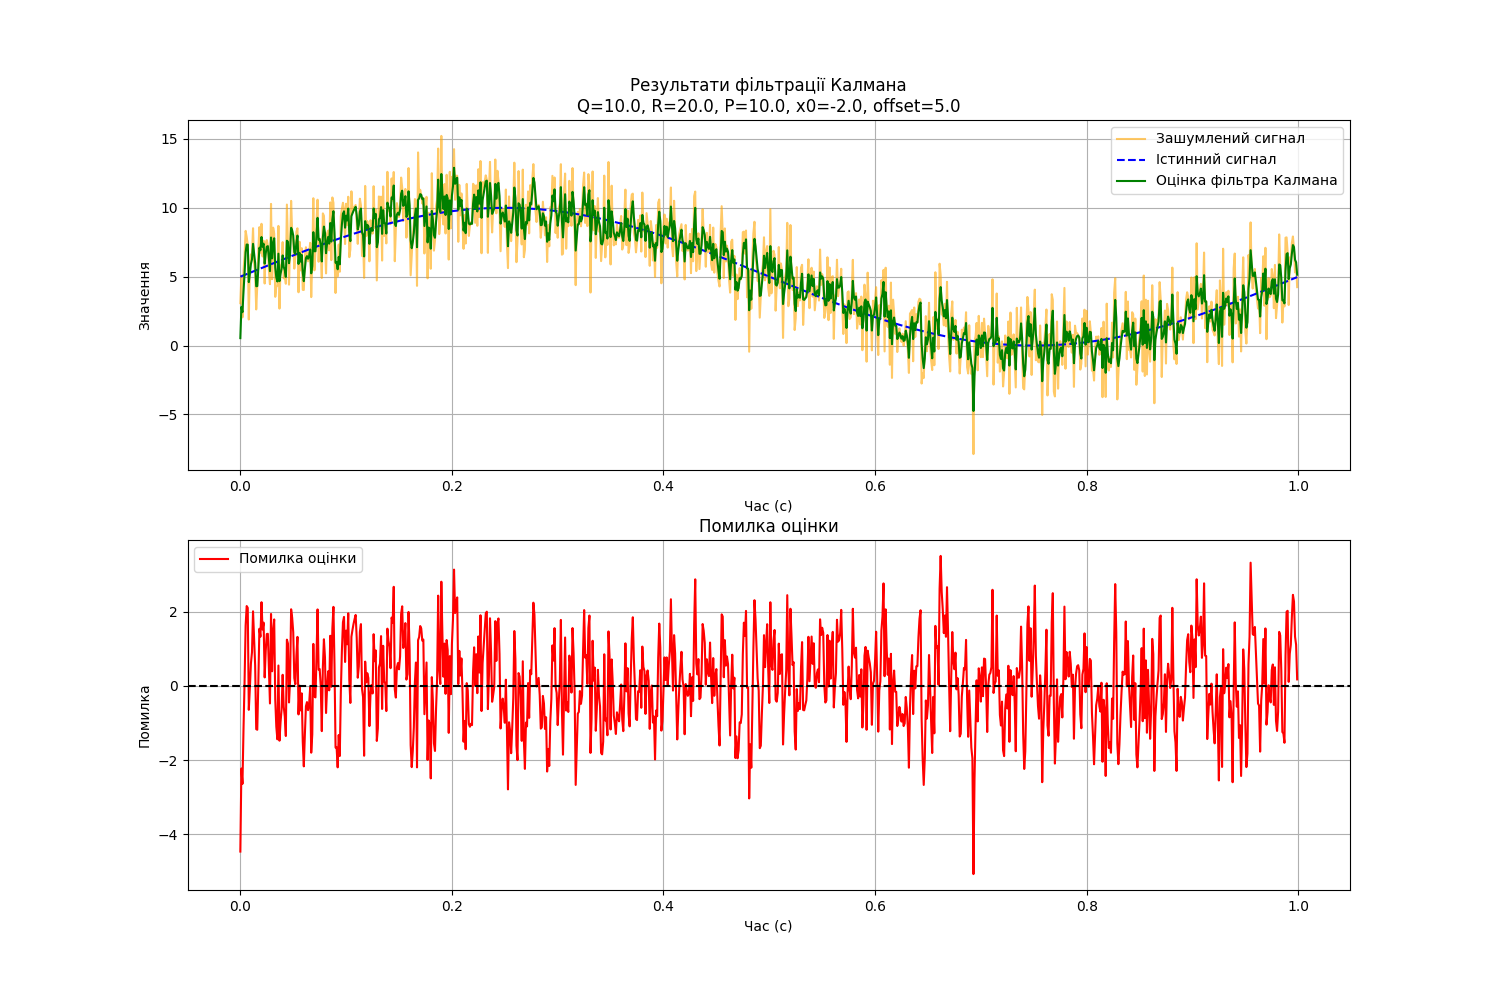 Результати фільтрації Калмана
Q=10.0, R=20.0, P=10.0, x0=-2.0, offset=5.0
Значення
15
10
5
0
−5
Зашумлений сигнал
Істинний сигнал
Оцінка фільтра Калмана
0.0 0.2 0.4 0.6 0.8 1.0
Час (с)
Помилка оцінки
Помилка
2
0
−2
−4
Помилка оцінки
0.0 0.2 0.4 0.6 0.8 1.0
Час (с)